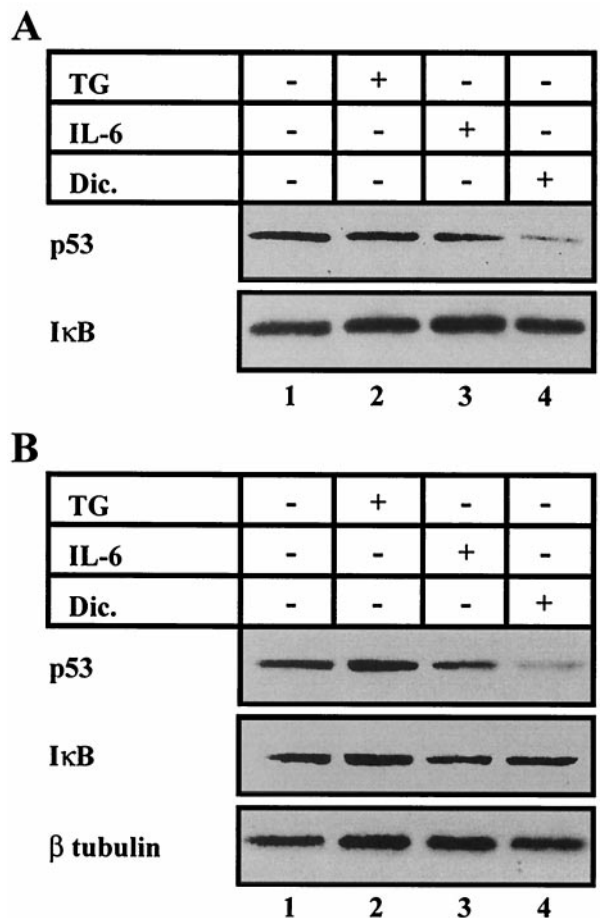 A
TG - + - -
IL-6 - - + -
Dic. - - - +
p53
IκB
1 2 3 4
B
TG - + - -
IL-6 - - + -
Dic. - - - +
p53
IκB
β tubulin
1 2 3 4